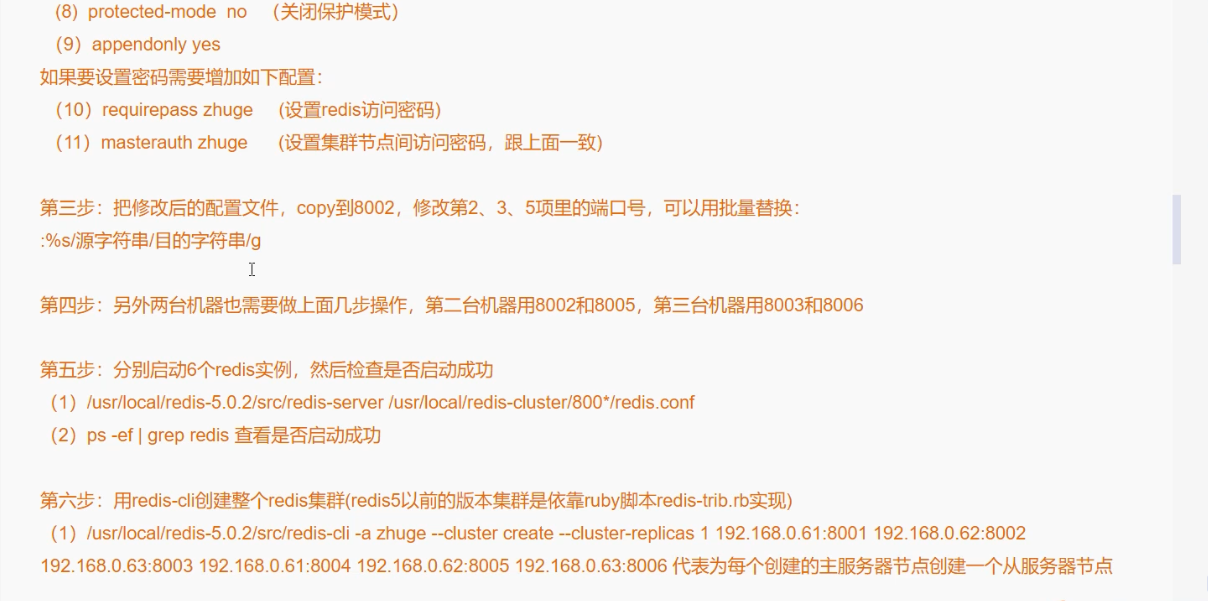 （8）protected-mode  no   （关闭保护模式）
（9）appendonly yes
如果要设置密码需要增加如下配置：
（10）requirepass zhuge     (设置redis访问密码)
（11）masterauth zhuge      (设置集群节点间访问密码，跟上面一致)
第三步：把修改后的配置文件，copy到8002，修改第2、3、5项里的端口号，可以用批量替换：
:%s/源字符串/目的字符串/g
第四步：另外两台机器也需要做上面几步操作，第二台机器用8002和8005，第三台机器用8003和8006
第五步：分别启动6个redis实例，然后检查是否启动成功
（1）/usr/local/redis-5.0.2/src/redis-server /usr/local/redis-cluster/800*/redis.conf
（2）ps -ef | grep redis 查看是否启动成功
第六步：用redis-cli创建整个redis集群(redis5以前的版本集群是依靠ruby脚本redis-trib.rb实现)
（1）/usr/local/redis-5.0.2/src/redis-cli -a zhuge --cluster create --cluster-replicas 1 192.168.0.61:8001 192.168.0.62:8002
192.168.0.63:8003 192.168.0.61:8004 192.168.0.62:8005 192.168.0.63:8006 代表为每个创建的主服务器节点创建一个从服务器节点